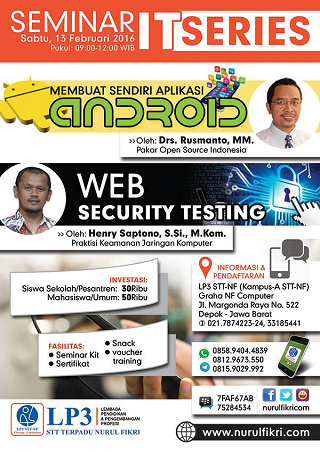 SEMINAR IT SERIES
Sabtu, 13 Februari 2016
Pukul: 09:00-12:00 WIB
MEMBUAT SENDIRI APLIKASI
ANDROID
>> Oleh: Drs. Rusmanto, MM.
Pakar Open Source Indonesia
WEB
SECURITY TESTING
>> Oleh: Henry Saptono, S.Si., M.Kom.
Praktisi Keamanan Jaringan Komputer
INVESTASI:
Siswa Sekolah/Pesantren: 30Ribu
Mahasiswa/Umum: 50Ribu
FASILITAS:
• Seminar Kit
• Sertifikat
• Snack
• voucher
training
INFORMASI &
PENDAFTARAN
LP3 STT-NF (Kampus-A STT-NF)
Graha NF Computer
Jl. Margonda Raya No. 522
Depok - Jawa Barat
021.7874223-24, 33185441
0858.9404.4839
0812.9673.550
0815.9029.992
7FAF67AB
75284534
nurulfikricom
LP3 STT-NF
LP3
LEMBAGA
PENDIDIKAN &
PENGEMBANGAN
PROFESI
STT TERPADU NURUL FIKRI
www.nurulfikri.com